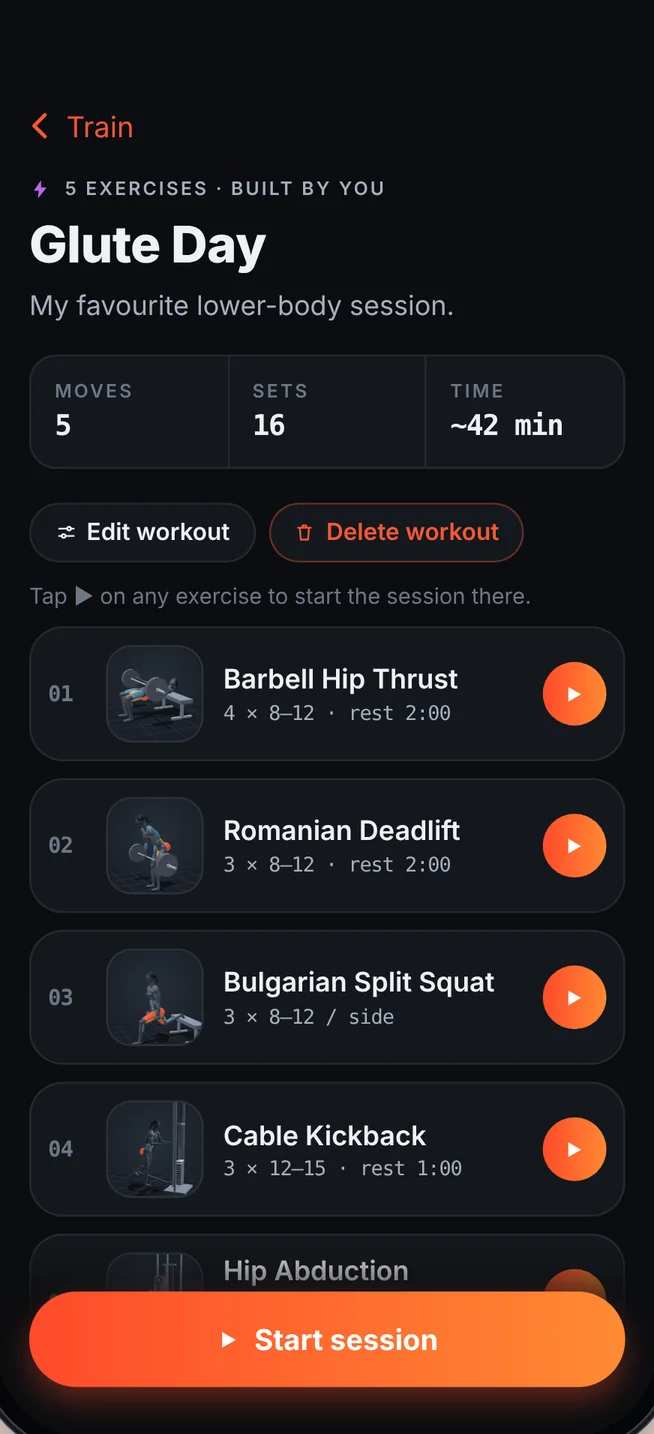 Train
5 EXERCISES · BUILT BY YOU
Glute Day
My favourite lower-body session.
MOVES
5
SETS
16
TIME
~42 min
Edit workout
Delete workout
Tap ▶ on any exercise to start the session there.
01
Barbell Hip Thrust
4 × 8–12 · rest 2:00
02
Romanian Deadlift
3 × 8–12 · rest 2:00
03
Bulgarian Split Squat
3 × 8–12 / side
04
Cable Kickback
3 × 12–15 · rest 1:00
Hip Abduction
Start session